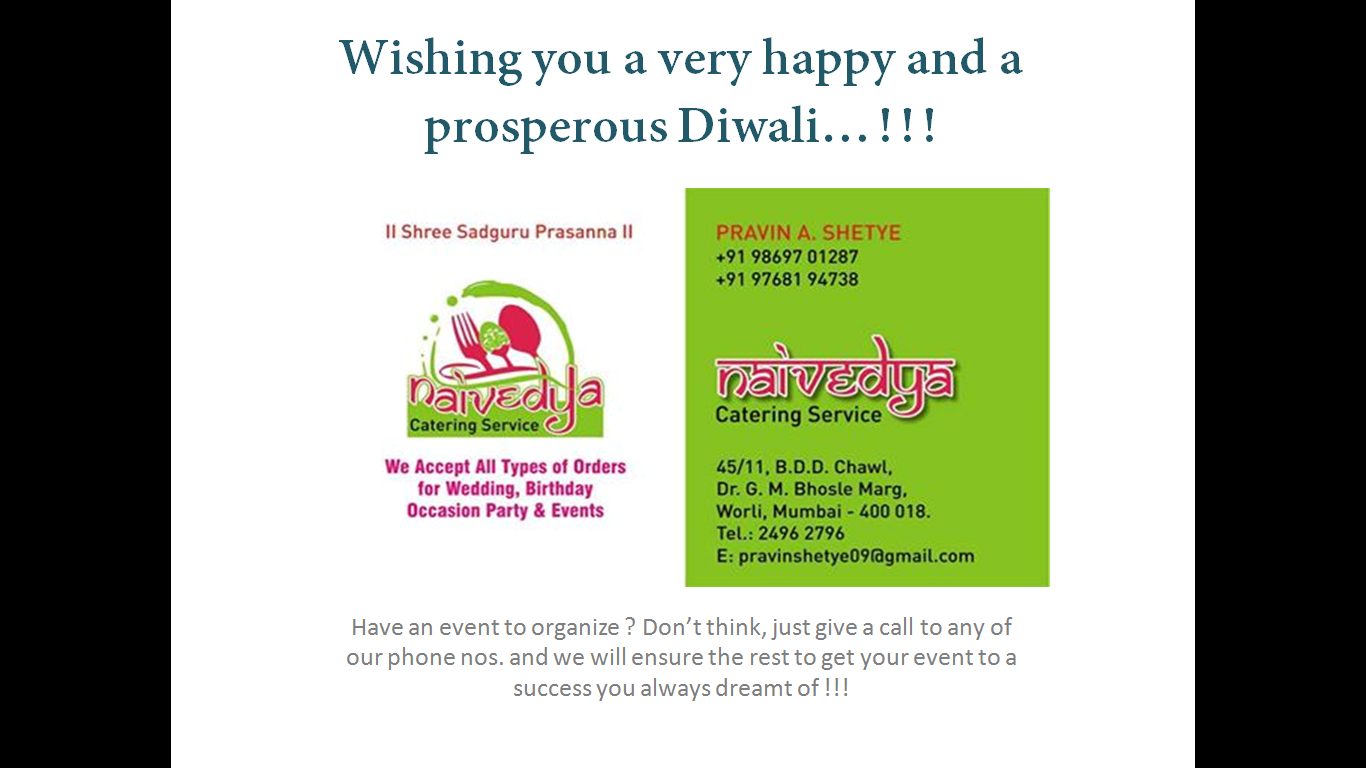 Wishing you a very happy and a
prosperous Diwali…!!!
II Shree Sadguru Prasanna II
naivedya
Catering Service
We Accept All Types of Orders
for Wedding, Birthday
Occasion Party & Events
PRAVIN A. SHETYE
+91 98697 01287
+91 97681 94738
naivedya
Catering Service
45/11, B.D.D. Chawl,
Dr. G. M. Bhosle Marg,
Worli, Mumbai - 400 018.
Tel.: 2496 2796
E: pravinshetye09@gmail.com
Have an event to organize ? Don’t think, just give a call to any of
our phone nos. and we will ensure the rest to get your event to a
success you always dreamt of !!!